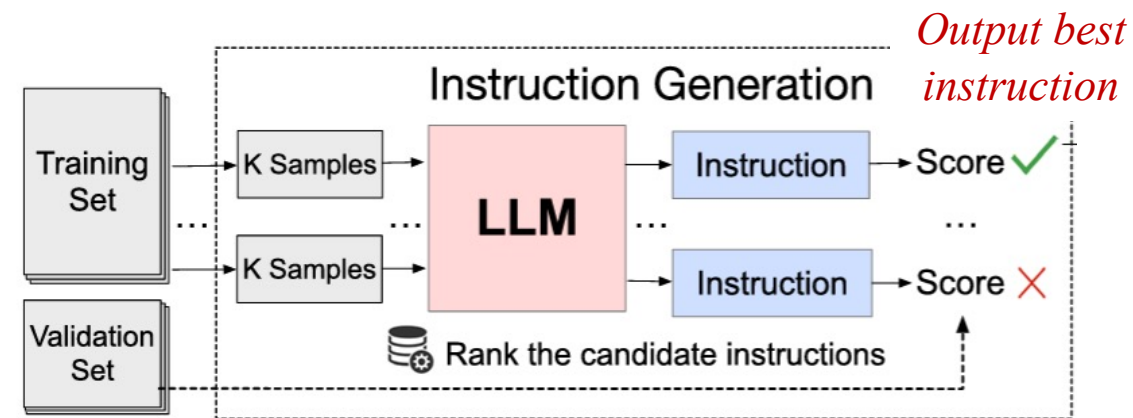 Output best
instruction
Instruction Generation
Training
Set
K Samples
LLM
Instruction
Score
...
...
...
...
K Samples
Instruction
Score
Validation
Set
Rank the candidate instructions